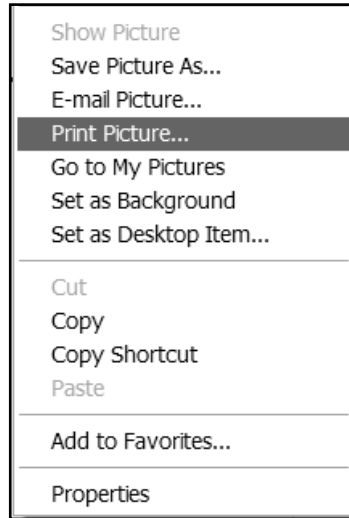 Show Picture
Save Picture As...
E-mail Picture...
Print Picture...
Go to My Pictures
Set as Background
Set as Desktop Item...
Cut
Copy
Copy Shortcut
Paste
Add to Favorites...
Properties